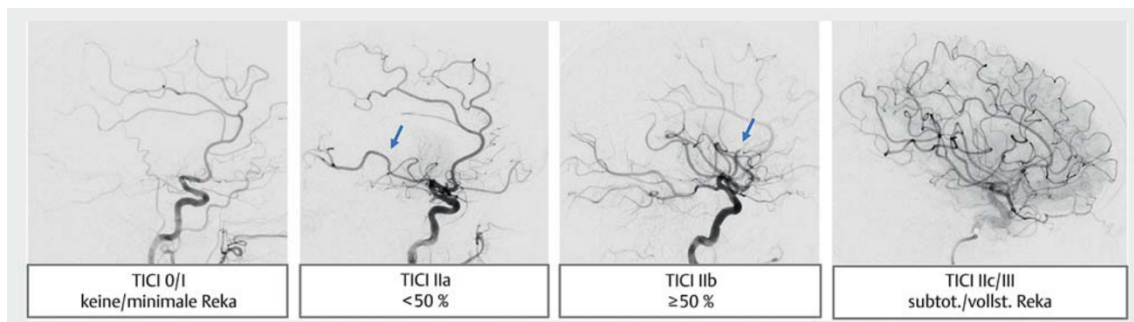 TICI 0/I
keine/minimale Reka
TICI IIa
<50 %
TICI IIb
≥50 %
TICI IIc/III
subtot./vollst. Reka